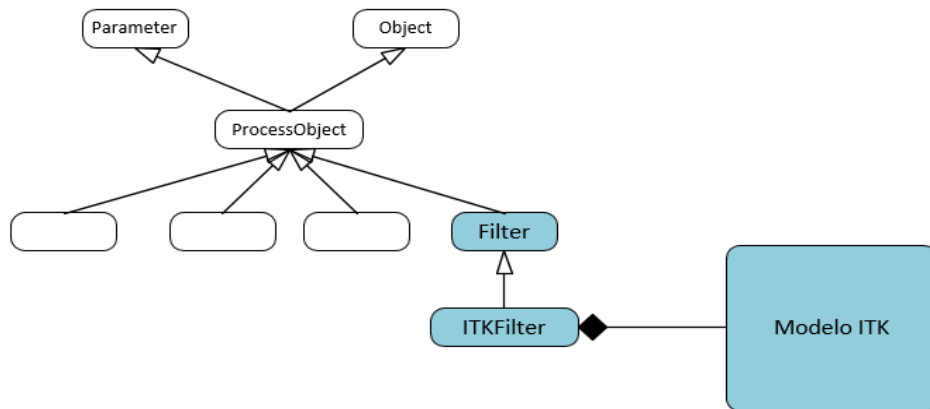 Parameter
Object
ProcessObject
Filter
ITKFilter
Modelo ITK